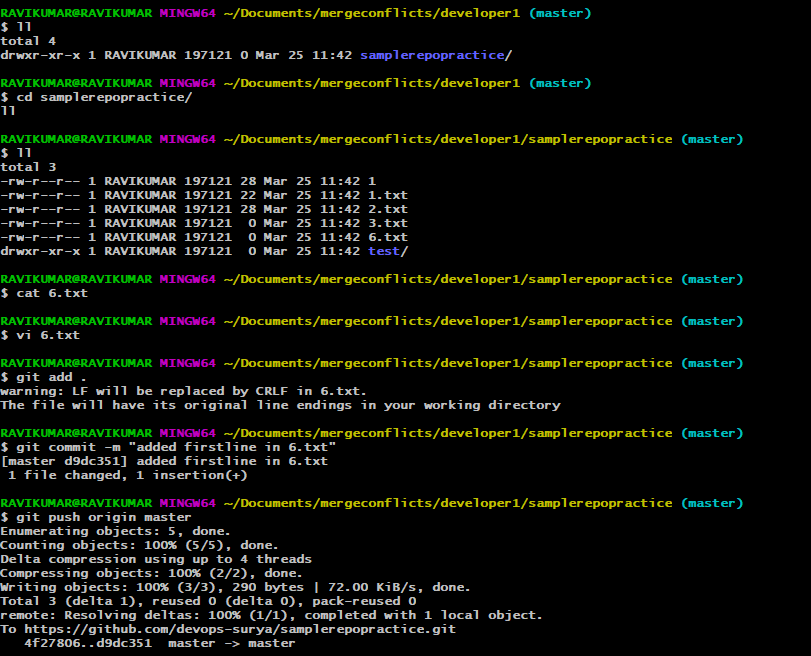 RAVIKUMAR@RAVIKUMAR MINGW64 ~/Documents/mergeconflicts/developer1 (master)
$ ll
total 4
drwxr-xr-x 1 RAVIKUMAR 197121 0 Mar 25 11:42 samplerepopractice/
RAVIKUMAR@RAVIKUMAR MINGW64 ~/Documents/mergeconflicts/developer1 (master)
$ cd samplerepopractice/
ll
RAVIKUMAR@RAVIKUMAR MINGW64 ~/Documents/mergeconflicts/developer1/samplerepopractice (master)
$ ll
total 3
-rw-r--r-- 1 RAVIKUMAR 197121 28 Mar 25 11:42 1
-rw-r--r-- 1 RAVIKUMAR 197121 22 Mar 25 11:42 1.txt
-rw-r--r-- 1 RAVIKUMAR 197121 28 Mar 25 11:42 2.txt
-rw-r--r-- 1 RAVIKUMAR 197121  0 Mar 25 11:42 3.txt
-rw-r--r-- 1 RAVIKUMAR 197121  0 Mar 25 11:42 6.txt
drwxr-xr-x 1 RAVIKUMAR 197121  0 Mar 25 11:42 test/
RAVIKUMAR@RAVIKUMAR MINGW64 ~/Documents/mergeconflicts/developer1/samplerepopractice (master)
$ cat 6.txt
RAVIKUMAR@RAVIKUMAR MINGW64 ~/Documents/mergeconflicts/developer1/samplerepopractice (master)
$ vi 6.txt
RAVIKUMAR@RAVIKUMAR MINGW64 ~/Documents/mergeconflicts/developer1/samplerepopractice (master)
$ git add .
warning: LF will be replaced by CRLF in 6.txt.
The file will have its original line endings in your working directory
RAVIKUMAR@RAVIKUMAR MINGW64 ~/Documents/mergeconflicts/developer1/samplerepopractice (master)
$ git commit -m "added firstline in 6.txt"
[master d9dc351] added firstline in 6.txt
 1 file changed, 1 insertion(+)
RAVIKUMAR@RAVIKUMAR MINGW64 ~/Documents/mergeconflicts/developer1/samplerepopractice (master)
$ git push origin master
Enumerating objects: 5, done.
Counting objects: 100% (5/5), done.
Delta compression using up to 4 threads
Compressing objects: 100% (2/2), done.
Writing objects: 100% (3/3), 290 bytes | 72.00 KiB/s, done.
Total 3 (delta 1), reused 0 (delta 0), pack-reused 0
remote: Resolving deltas: 100% (1/1), completed with 1 local object.
To https://github.com/devops-surya/samplerepopractice.git
   4f27806..d9dc351  master -> master